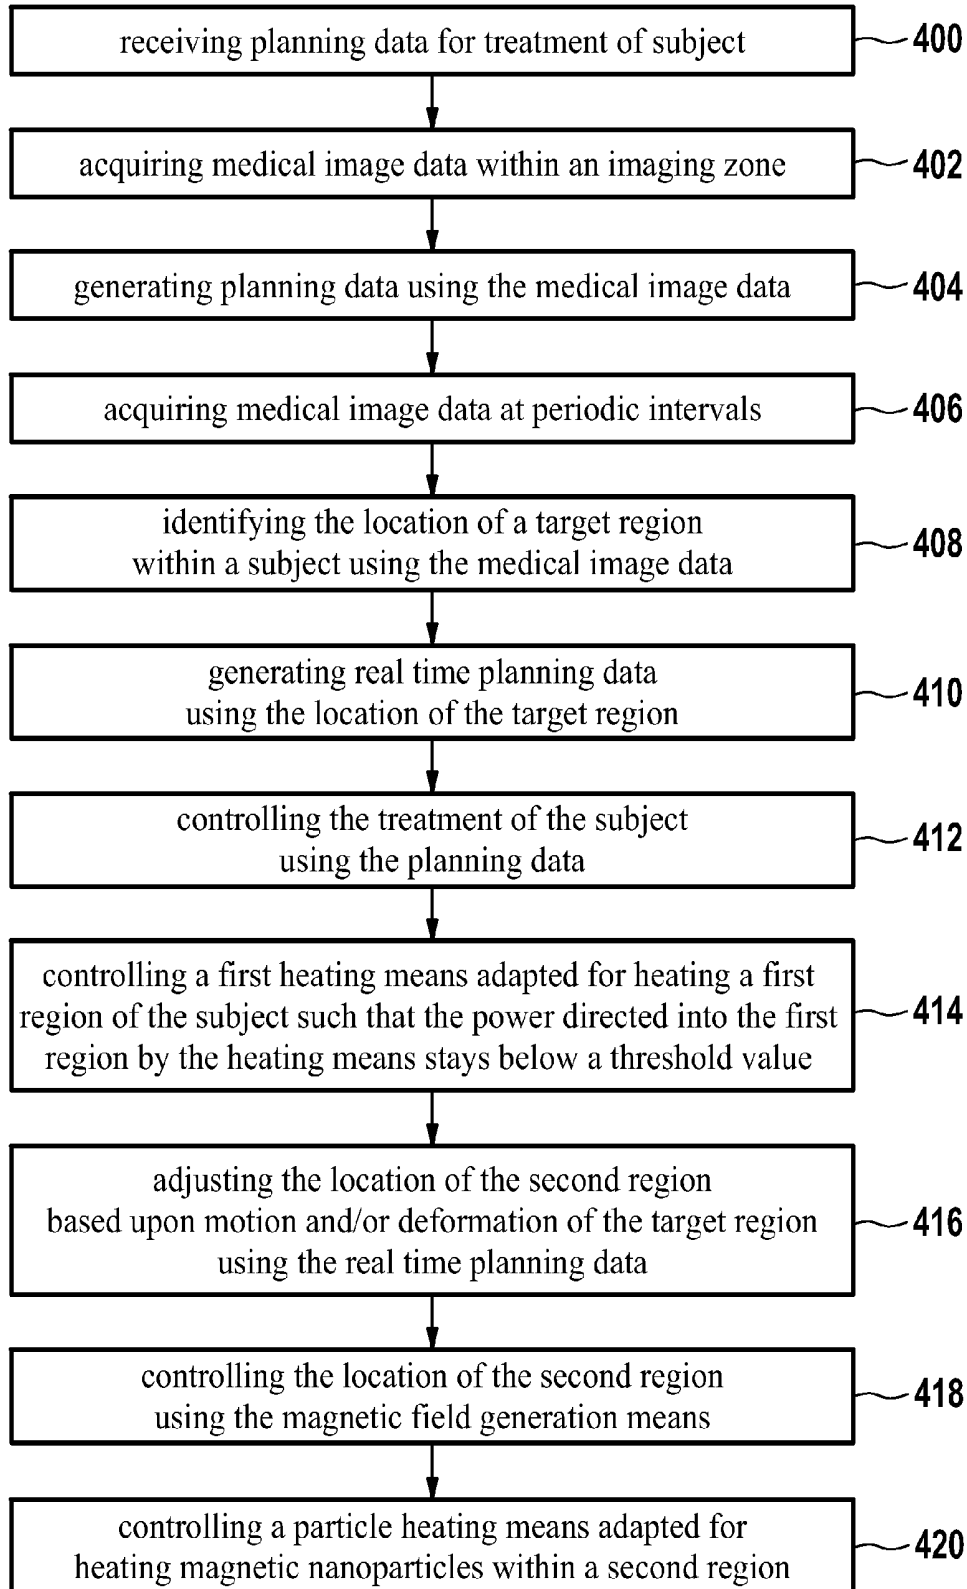 receiving planning data for treatment of subject 400
acquiring medical image data within an imaging zone 402
generating planning data using the medical image data 404
acquiring medical image data at periodic intervals 406
identifying the location of a target region
within a subject using the medical image data 408
generating real time planning data
using the location of the target region 410
controlling the treatment of the subject
using the planning data 412
controlling a first heating means adapted for heating a first
region of the subject such that the power directed into the first 414
region by the heating means stays below a threshold value
adjusting the location of the second region
based upon motion and/or deformation of the target region 416
using the real time planning data
controlling the location of the second region
using the magnetic field generation means 418
controlling a particle heating means adapted for
heating magnetic nanoparticles within a second region 420